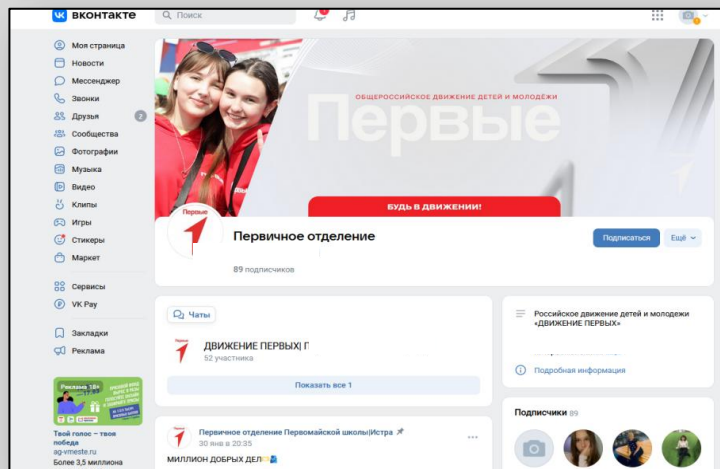 вконтакте
Поиск
Моя страница
Новости
Мессенджер
Звонки
Друзья
2
Сообщества
Фотографии
Музыка
Видео
Клипы
Игры
Стикеры
Маркет
Сервисы
VK Pay
Закладки
Реклама
Реклама 18+
Твой голос – твоя
победа
ag-vmeste.ru
Более 3,5 миллиона
ОБЩЕРОССИЙСКОЕ ДВИЖЕНИЕ ДЕТЕЙ И МОЛОДЁЖИ
Первые
БУДЬ В ДВИЖЕНИИ!
Первые
Первичное отделение
89 подписчиков
Подписаться
Ещё
Чаты
ДВИЖЕНИЕ ПЕРВЫХ|
52 участника
Показать все 1
Первичное отделение Первомайской школы|Истра
30 янв в 20:35
МИЛЛИОН ДОБРЫХ ДЕЛ
Российское движение детей и молодежи
«ДВИЖЕНИЕ ПЕРВЫХ»
Подробная информация
Подписчики 89